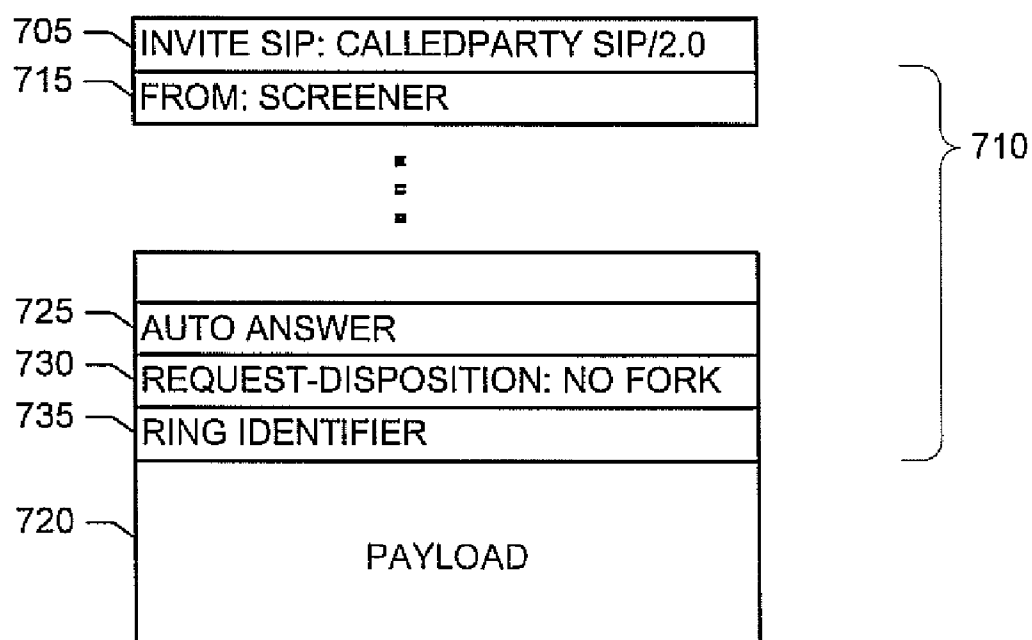 705 INVITE SIP: CALLEDPARTY SIP/2.0
715 FROM: SCREENER
710
725 AUTO ANSWER
730 REQUEST-DISPOSITION: NO FORK
735 RING IDENTIFIER
720 PAYLOAD